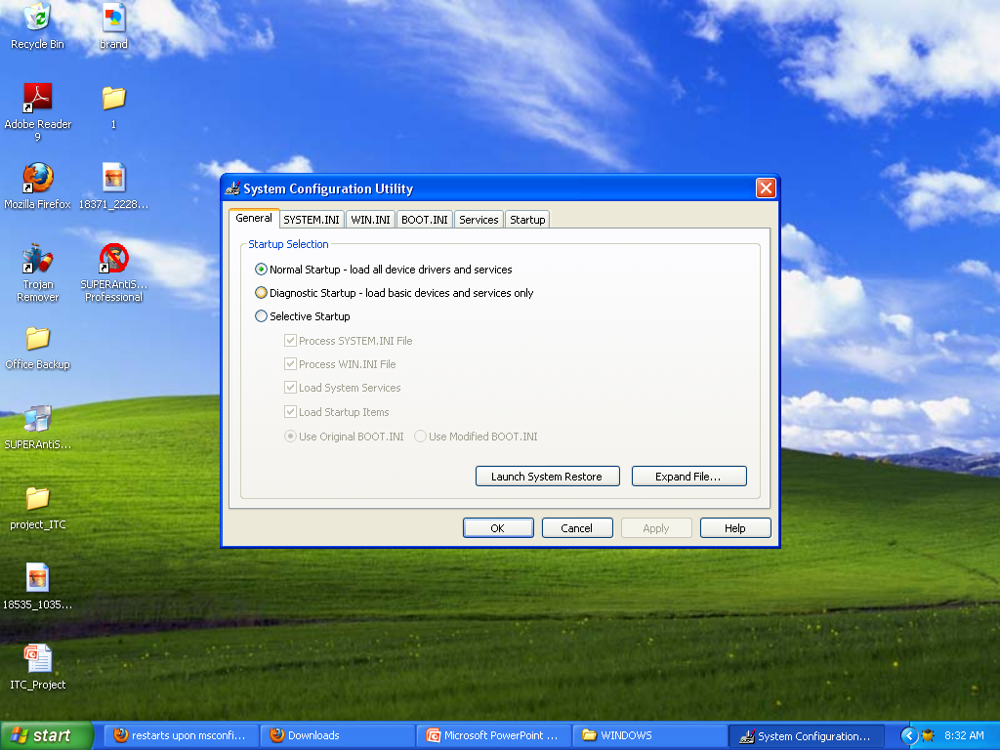 Recycle Bin
brand
Adobe Reader
9
1
Mozilla Firefox
18371_2228...
Trojan
Remover
SUPERAntiS...
Professional
Office Backup
SUPERAntiS...
project_ITC
18535_1035...
ITC_Project
System Configuration Utility
General
SYSTEM.INI
WIN.INI
BOOT.INI
Services
Startup
Startup Selection
Normal Startup - load all device drivers and services
Diagnostic Startup - load basic devices and services only
Selective Startup
Process SYSTEM.INI File
Process WIN.INI File
Load System Services
Load Startup Items
Use Original BOOT.INI
Use Modified BOOT.INI
Launch System Restore
Expand File...
OK
Cancel
Apply
Help
start
restarts upon msconfi...
Downloads
Microsoft PowerPoint ...
WINDOWS
System Configuration...
8:32 AM